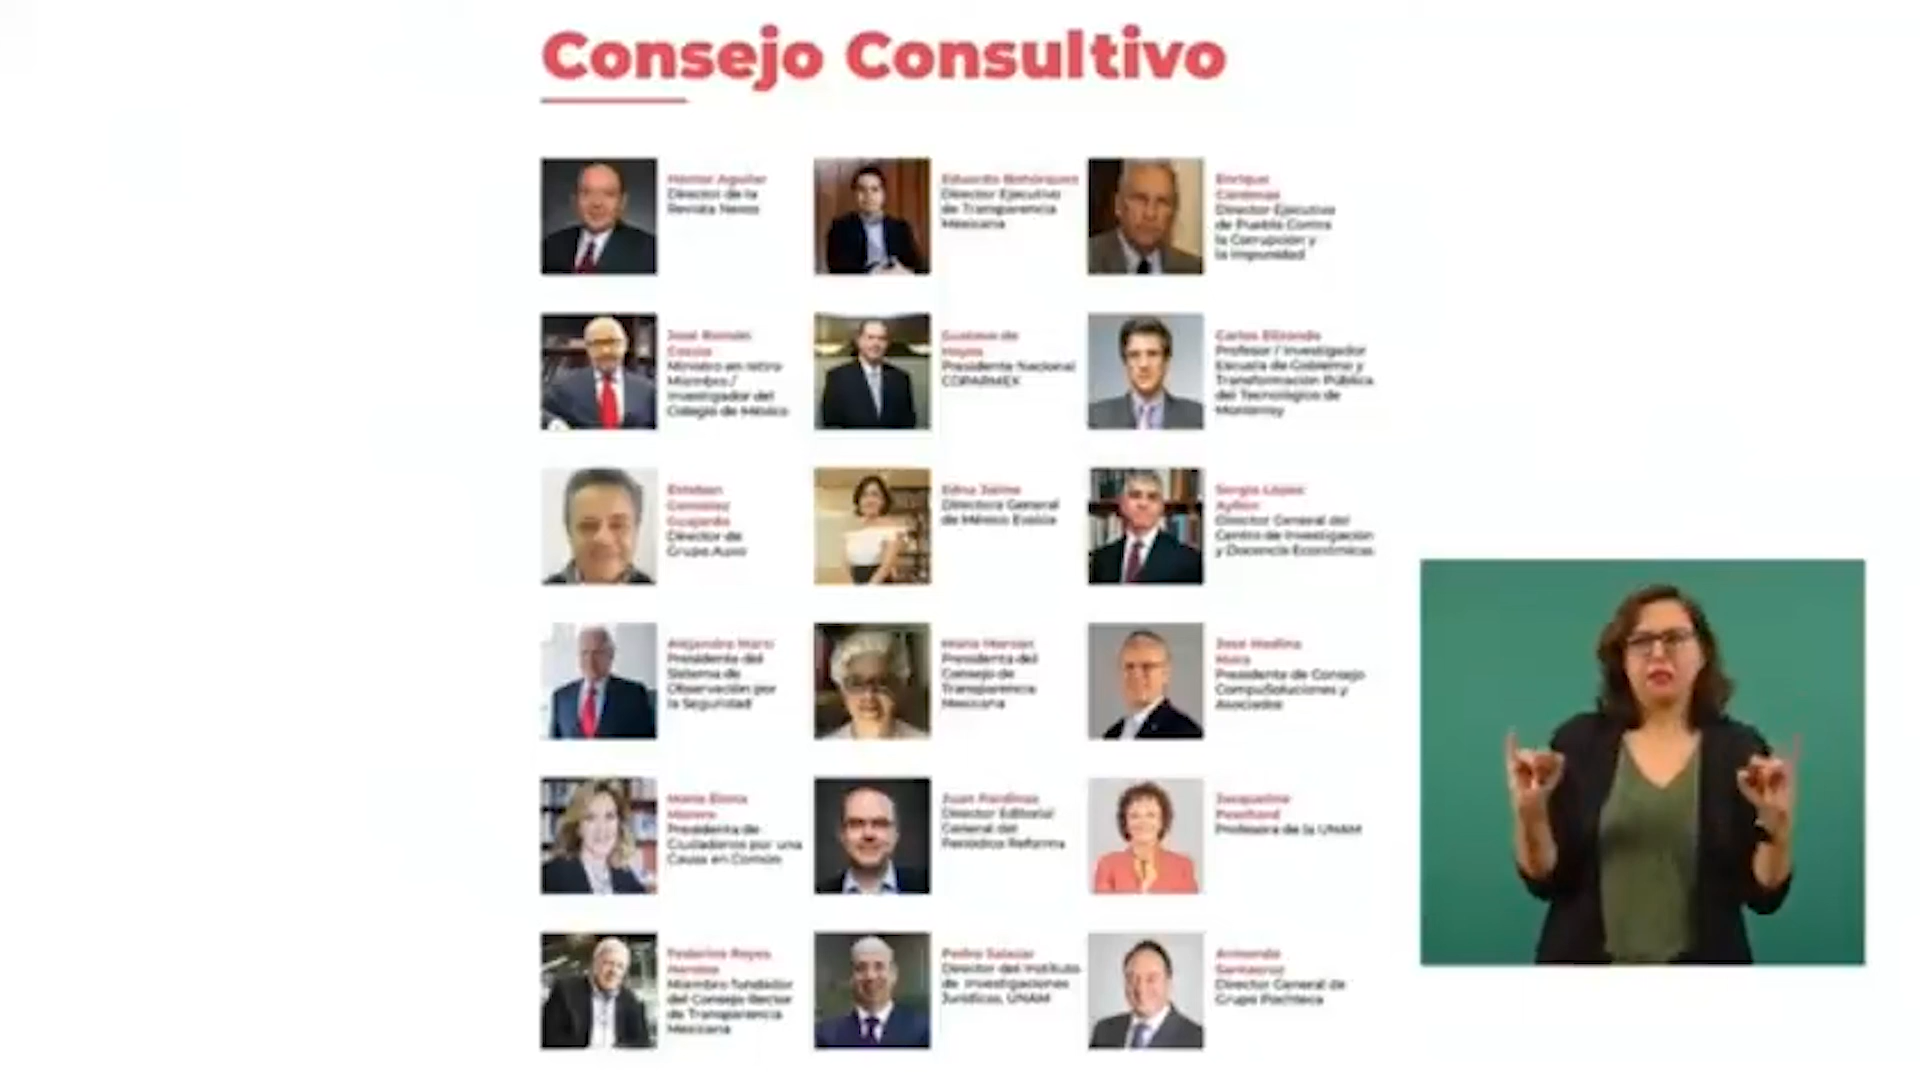 Consejo Consultivo
Héctor Aguilar
Director de la
Revista Nexos
Eduardo Bohórquez
Director Ejecutivo
de Transparencia
Mexicana
Enrique
Cárdenas
Director Ejecutivo
de Puebla Contra
la Corrupción y
la Impunidad
José Ramón
Cossío
Ministro en retiro
Miembro /
Investigador del
Colegio de México
Gustavo de
Hoyos
Presidente Nacional
COPARMEX
Carlos Elizondo
Profesor / Investigador
Escuela de Gobierno y
Transformación Pública
del Tecnológico de
Monterrey
Esteban
González
Guajardo
Director de
Grupo
Edna Jaime
Directora General
de México Evalúa
Sergio López
Ayllón
Director General del
Centro de Investigación
y Docencia Económicas
Alejandro Martí
Presidente del
Sistema de
Observación por
la Seguridad
María Marván
Presidenta del
Consejo de
Transparencia
Mexicana
José Medina
Mora
Presidente de Consejo
CompuSoluciones y
Asociados
María Elena
Morera
Presidenta de
Ciudadanos por una
Causa en Común
Juan Pardinas
Director Editorial
General del
Periódico Reforma
Jacqueline
Peschard
Profesora de la UNAM
Federico Reyes
Heroles
Miembro fundador
del Consejo Rector
de Transparencia
Mexicana
Pedro Salazar
Director del Instituto
de Investigaciones
Jurídicas, UNAM
Armando
Santacruz
Director General de
Grupo Pochteca